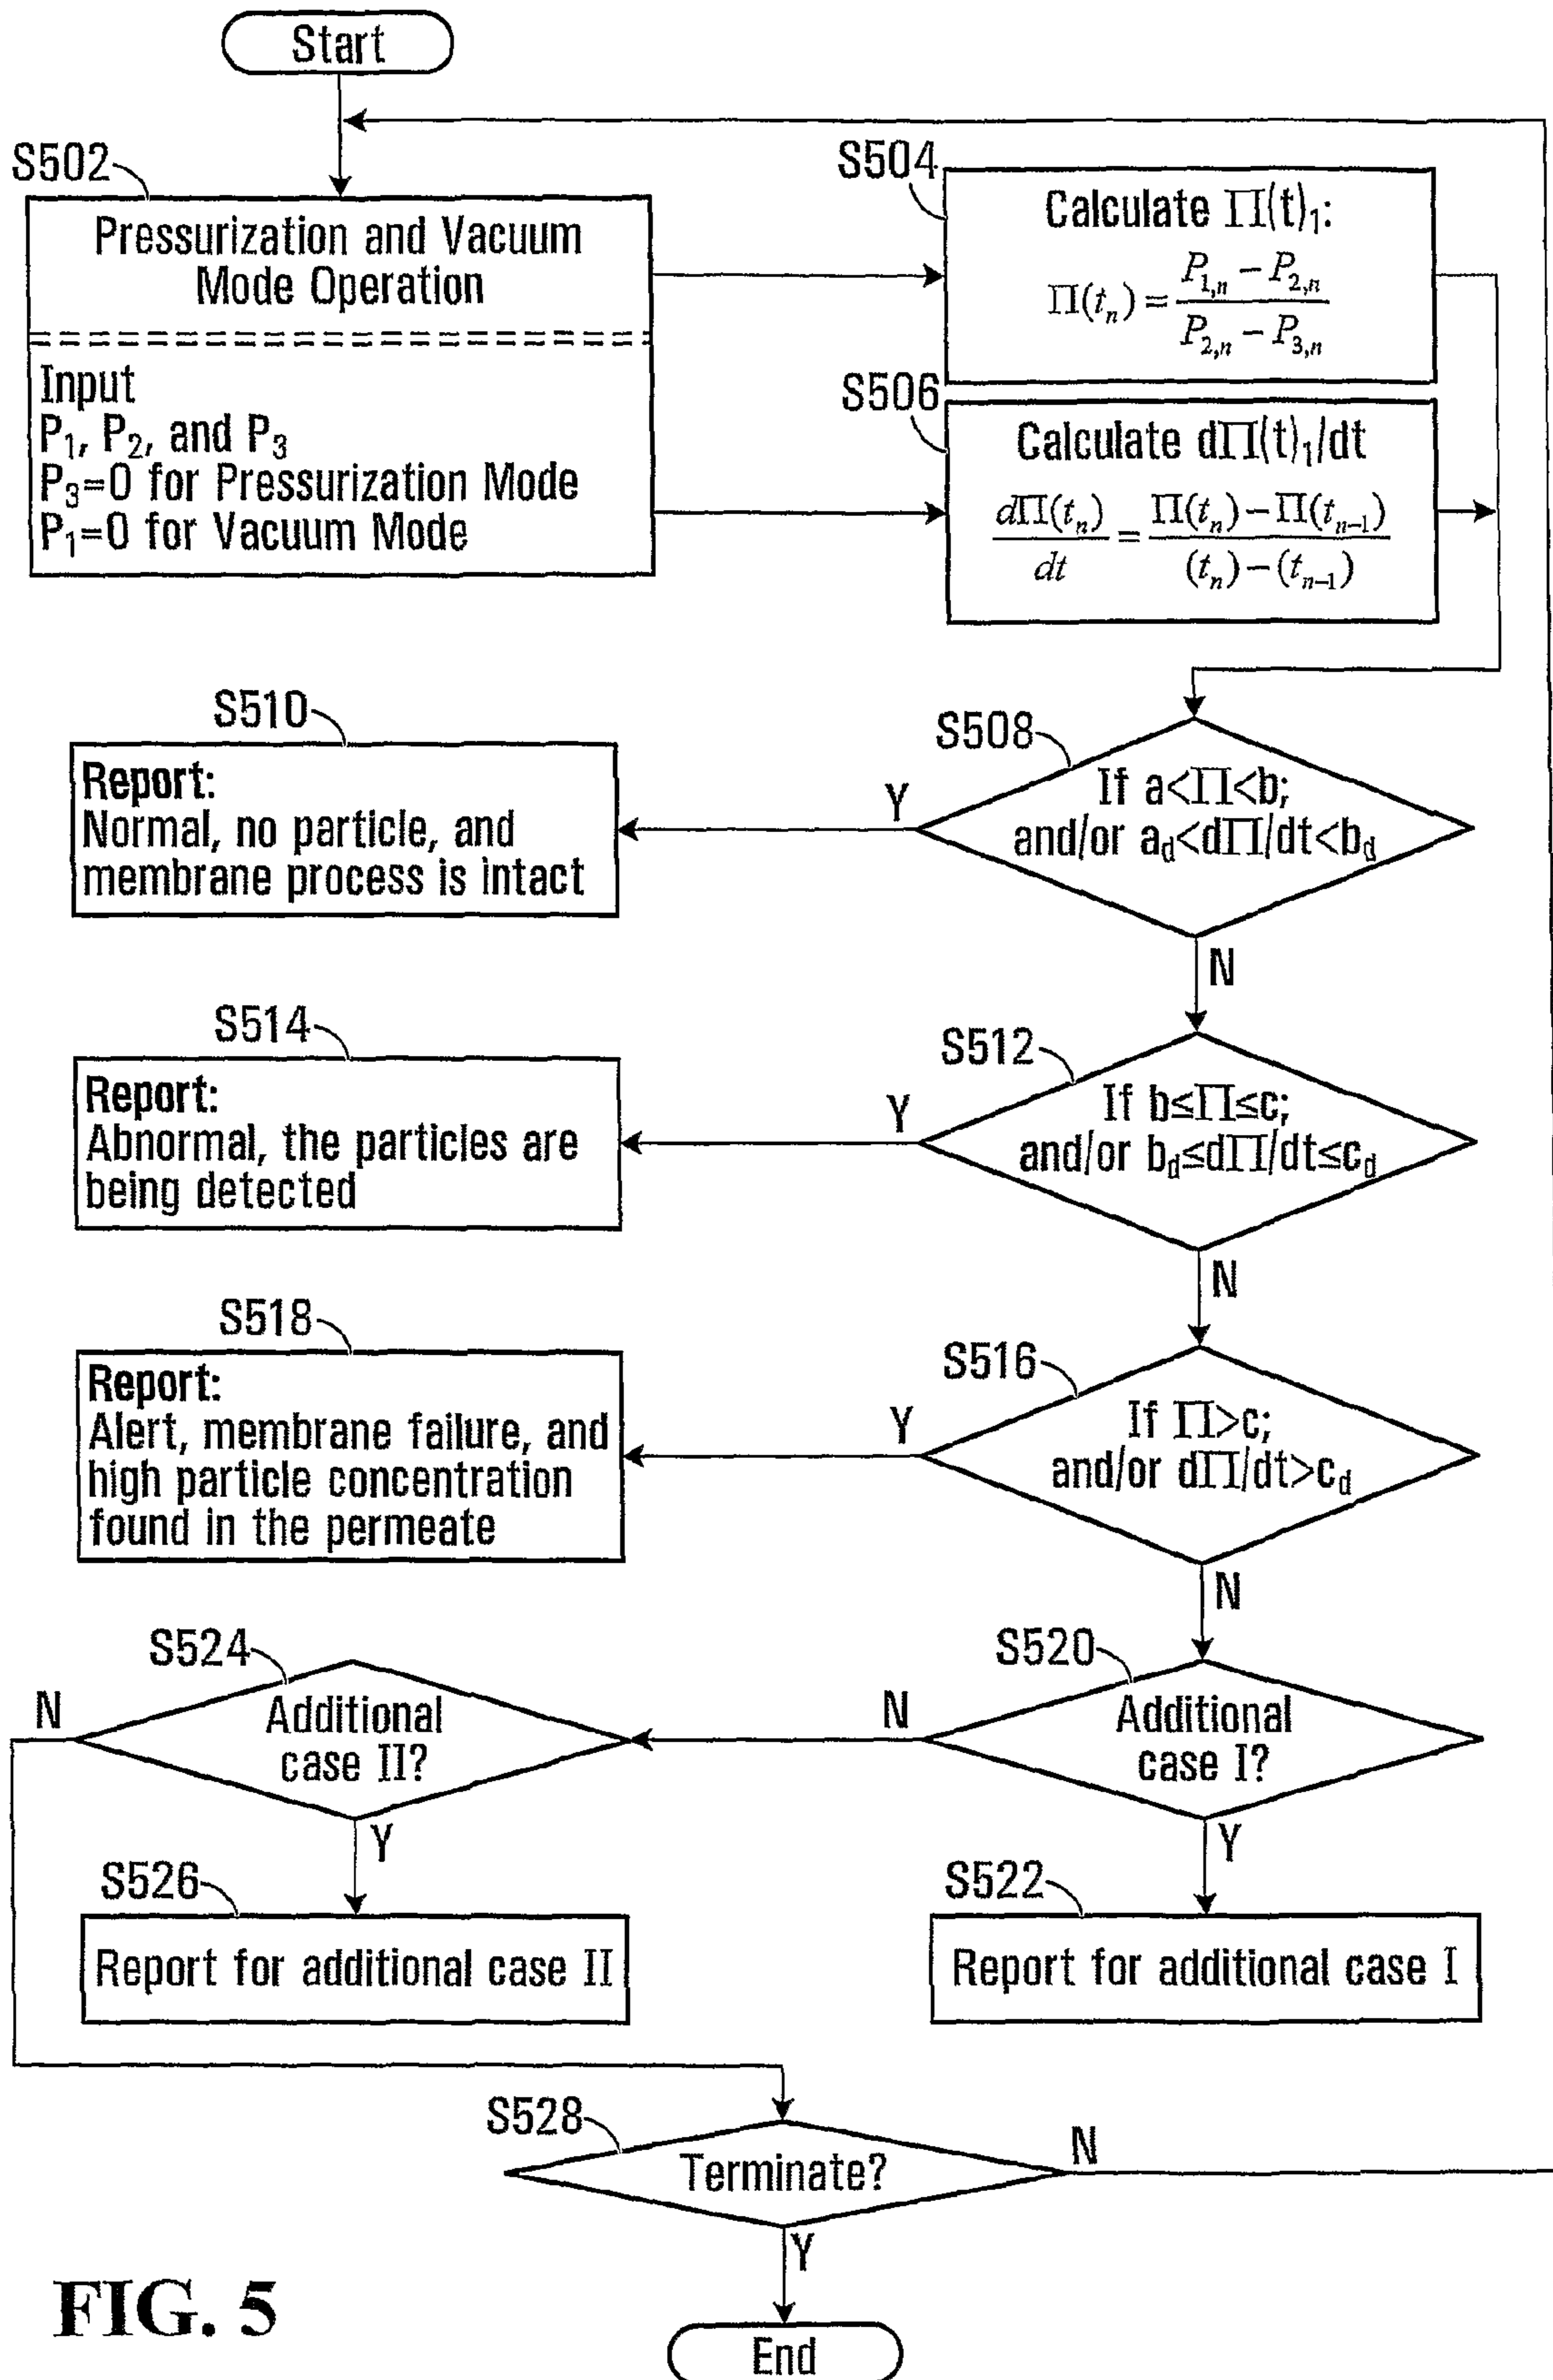 Start
S502
Pressurization and Vacuum
Mode Operation
Input
P₁, P₂, and P₃
P₃=0 for Pressurization Mode
P₁=0 for Vacuum Mode
S504
Calculate Π(t)₁:
Π(tₙ) = (P₁,ₙ − P₂,ₙ) / (P₂,ₙ − P₃,ₙ)
S506
Calculate dΠ(t)₁/dt
dΠ(tₙ)/dt = (Π(tₙ) − Π(tₙ₋₁)) / ((tₙ) − (tₙ₋₁))
S508
If a<Π<b;
and/or a_d<dΠ/dt<b_d
Y
N
S510
Report:
Normal, no particle, and
membrane process is intact
S512
If b≤Π≤c;
and/or b_d≤dΠ/dt≤c_d
Y
N
S514
Report:
Abnormal, the particles are
being detected
S516
If Π>c;
and/or dΠ/dt>c_d
Y
N
S518
Report:
Alert, membrane failure, and
high particle concentration
found in the permeate
S520
Additional
case I?
N
Y
S522
Report for additional case I
S524
Additional
case II?
N
Y
S526
Report for additional case II
S528
Terminate?
N
Y
End
FIG. 5